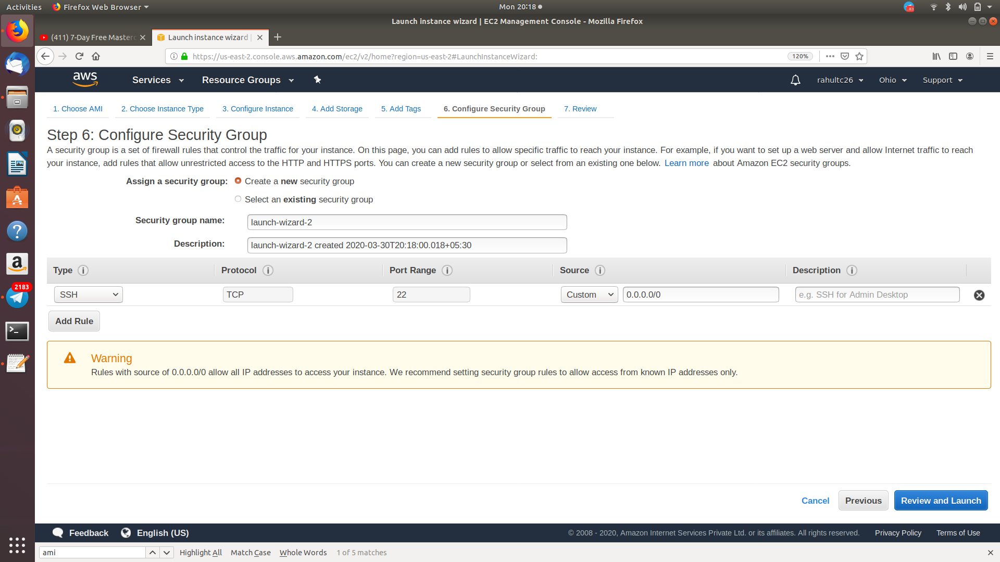 Activities Firefox Web Browser Mon 20:18
83
Launch instance wizard | EC2 Management Console - Mozilla Firefox
(411) 7-Day Free Masterc Launch instance wizard |
https://us-east-2.console.aws.amazon.com/ec2/v2/home?region=us-east-2#LaunchInstanceWizard: 120%
aws Services Resource Groups rahultc26 Ohio Support
1. Choose AMI 2. Choose Instance Type 3. Configure Instance 4. Add Storage 5. Add Tags 6. Configure Security Group 7. Review
Step 6: Configure Security Group
A security group is a set of firewall rules that control the traffic for your instance. On this page, you can add rules to allow specific traffic to reach your instance. For example, if you want to set up a web server and allow Internet traffic to reach
your instance, add rules that allow unrestricted access to the HTTP and HTTPS ports. You can create a new security group or select from an existing one below. Learn more about Amazon EC2 security groups.
Assign a security group: Create a new security group
Select an existing security group
Security group name: launch-wizard-2
Description: launch-wizard-2 created 2020-03-30T20:18:00.018+05:30
Type Protocol Port Range Source Description
SSH TCP 22 Custom 0.0.0.0/0 e.g. SSH for Admin Desktop
2183
Add Rule
Warning
Rules with source of 0.0.0.0/0 allow all IP addresses to access your instance. We recommend setting security group rules to allow access from known IP addresses only.
Cancel Previous Review and Launch
Feedback English (US) © 2008 - 2020, Amazon Internet Services Private Ltd. or its affiliates. All rights reserved. Privacy Policy Terms of Use
ami Highlight All Match Case Whole Words 1 of 5 matches